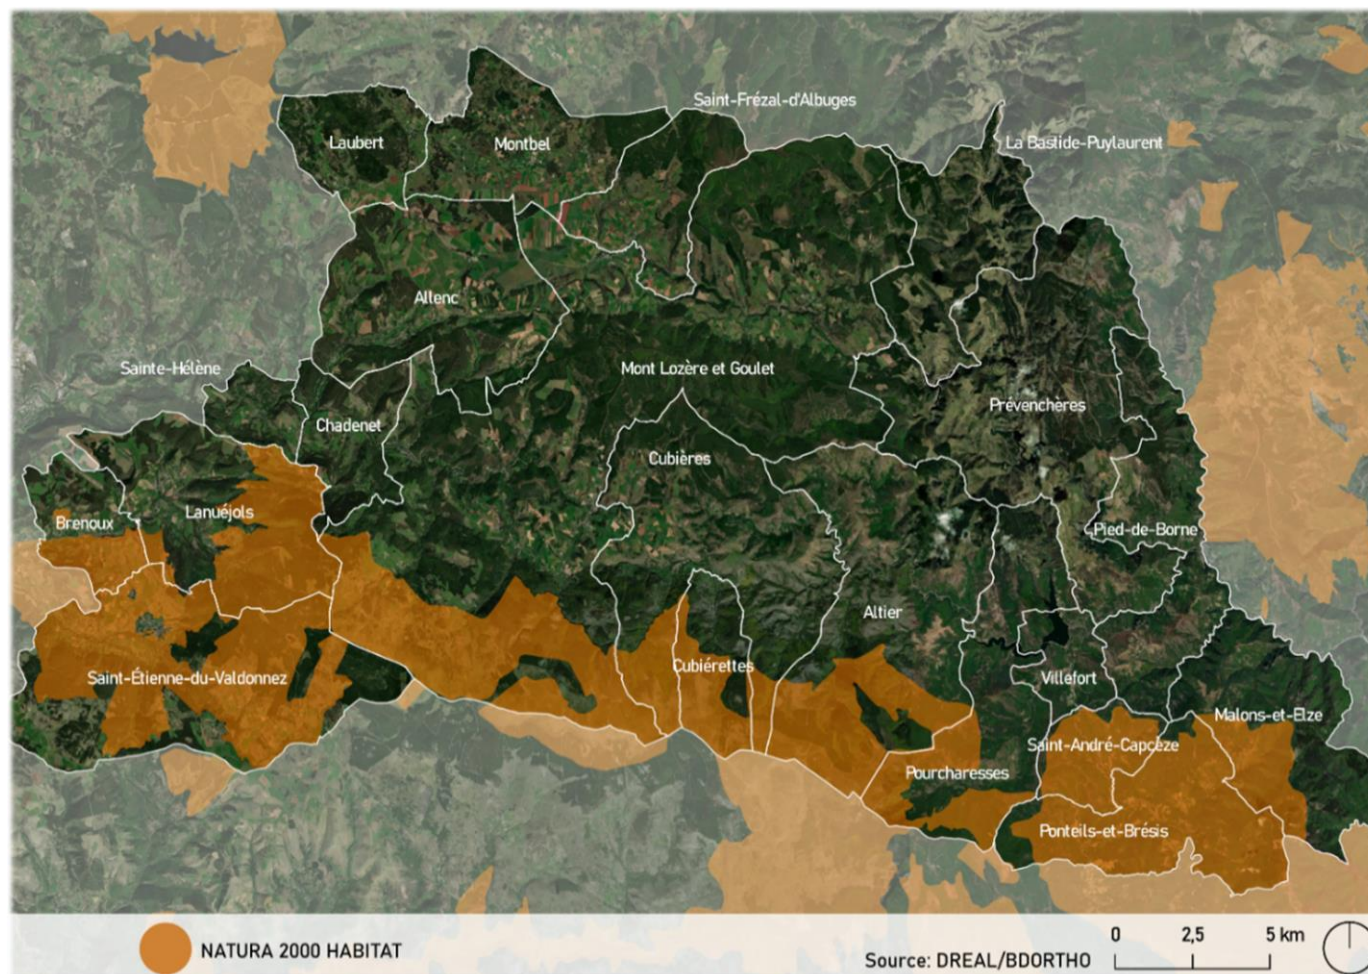 Saint-Frézal-d'Albuges
Laubert
Montbel
La Bastide-Puylaurent
Allenc
Sainte-Hélène
Mont Lozère et Goulet
Chadenet
Prévenchères
Cubières
Brenoux
Lanuéjols
Pied-de-Borne
Altier
Cubiérettes
Saint-Étienne-du-Valdonnez
Villefort
Malons-et-Elze
Saint-André-Capcèze
Pourcharesses
Ponteils-et-Brésis
NATURA 2000 HABITAT
Source: DREAL/BDORTHO
0 2,5 5 km